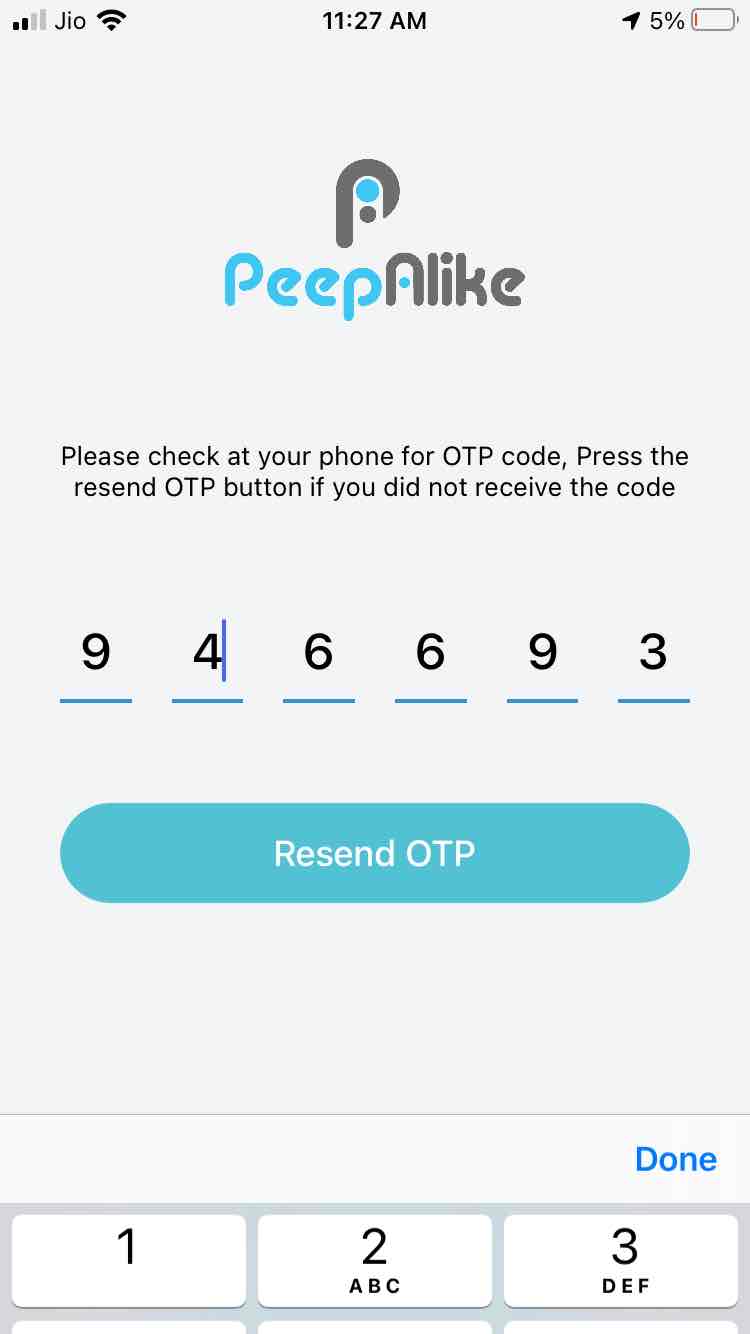 Jio 11:27 AM 5%
PeepAlike
Please check at your phone for OTP code, Press the
resend OTP button if you did not receive the code
9 4 6 6 9 3
Resend OTP
Done
1 2 3
ABC DEF